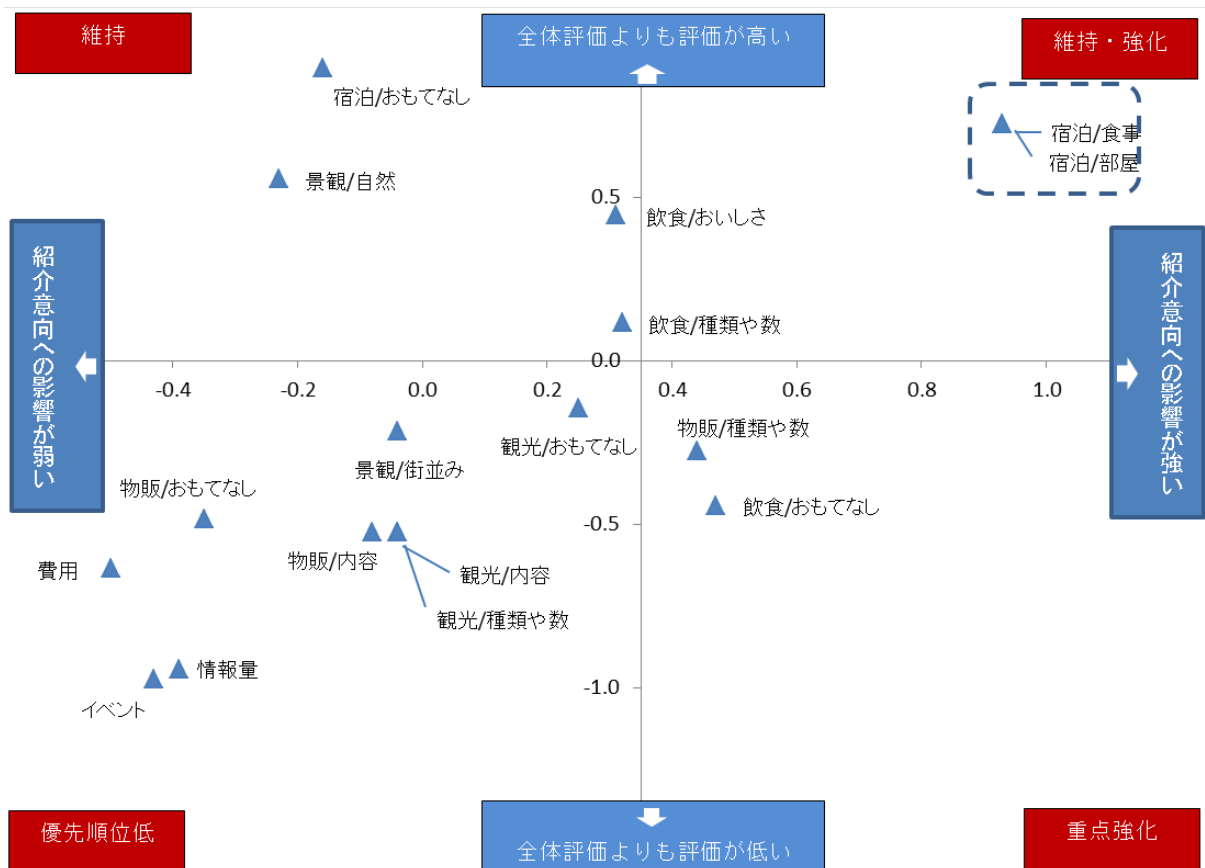 維持
全体評価よりも評価が高い
維持・強化
宿泊/おもてなし
宿泊/食事
宿泊/部屋
景観/自然
0.5
飲食/おいしさ
紹介意向への影響が弱い
紹介意向への影響が強い
飲食/種類や数
0.0
-0.4
-0.2
0.0
0.2
0.4
0.6
0.8
1.0
観光/おもてなし
物販/種類や数
景観/街並み
物販/おもてなし
飲食/おもてなし
-0.5
物販/内容
費用
観光/内容
観光/種類や数
情報量
-1.0
イベント
優先順位低
全体評価よりも評価が低い
重点強化